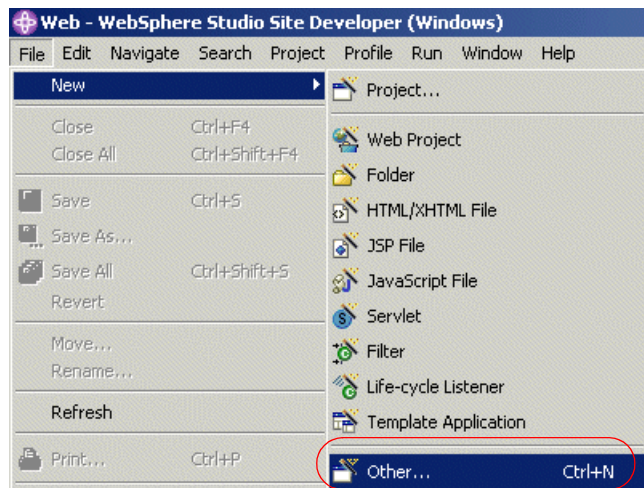 Web - WebSphere Studio Site Developer (Windows)
File Edit Navigate Search Project Profile Run Window Help
New
Close Ctrl+F4
Close All Ctrl+Shift+F4
Save Ctrl+S
Save As...
Save All Ctrl+Shift+S
Revert
Move...
Rename...
Refresh
Print... Ctrl+P
Project...
Web Project
Folder
HTML/XHTML File
JSP File
JavaScript File
Servlet
Filter
Life-cycle Listener
Template Application
Other... Ctrl+N